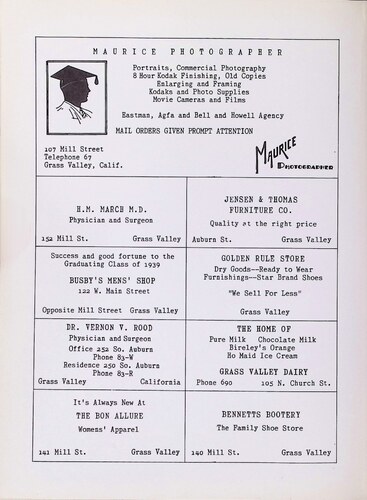 MAURICE PHOTOGRAPHER
Portraits, Commercial Photography
8 Hour Kodak Finishing, Old Copies
Enlarging and Framing
Kodaks and Photo Supplies
Movie Cameras and Films
Eastman, Agfa and Bell and Howell Agency
MAIL ORDERS GIVEN PROMPT ATTENTION
107 Mill Street
Telephone 67
Grass Valley, Calif.
MAURICE
PHOTOGRAPHER
H.M. MARCH M.D.
Physician and Surgeon
152 Mill St. Grass Valley
JENSEN & THOMAS
FURNITURE CO.
Quality at the right price
Auburn St. Grass Valley
Success and good fortune to the
Graduating Class of 1939
BUSBY'S MENS' SHOP
122 W. Main Street
Opposite Mill Street Grass Valley
GOLDEN RULE STORE
Dry Goods--Ready to Wear
Furnishings--Star Brand Shoes
"We Sell For Less"
Grass Valley
DR. VERNON V. ROOD
Physician and Surgeon
Office 252 So. Auburn
Phone 83-W
Residence 250 So. Auburn
Phone 83-R
Grass Valley California
THE HOME OF
Pure Milk Chocolate Milk
Bireley's Orange
Ho Maid Ice Cream
GRASS VALLEY DAIRY
Phone 690 105 N. Church St.
It's Always New At
THE BON ALLURE
Womens' Apparel
141 Mill St. Grass Valley
BENNETTS BOOTERY
The Family Shoe Store
140 Mill St. Grass Valley